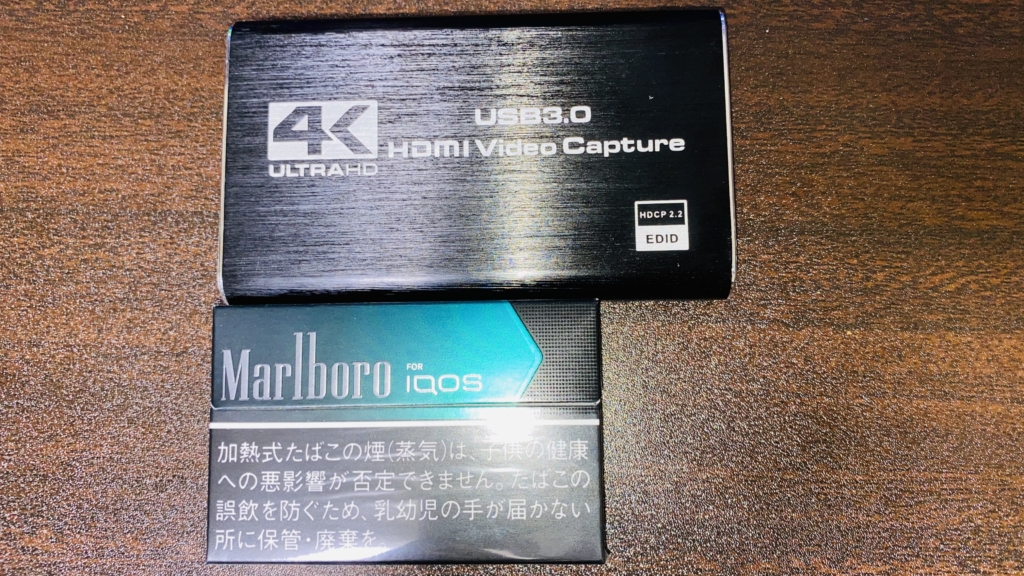 4K
ULTRAHD
USB3.0
HDMI Video Capture
HDCP 2.2
EDID
Marlboro FOR IQOS
加熱式たばこの煙(蒸気)は、子供の健康
への悪影響が否定できません。たばこの
誤飲を防ぐため、乳幼児の手が届かない
所に保管・廃棄を。